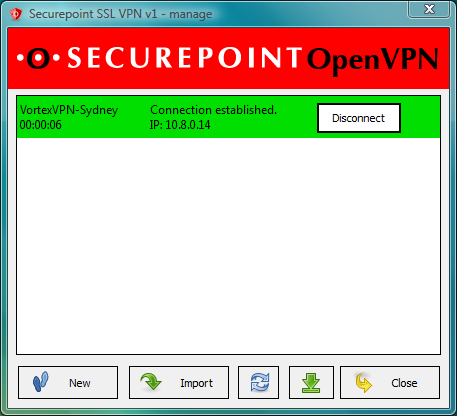 Securepoint SSL VPN v1 - manage
SECUREPOINT OpenVPN
VortexVPN-Sydney Connection established.
00:00:06 IP: 10.8.0.14 Disconnect
New Import Close